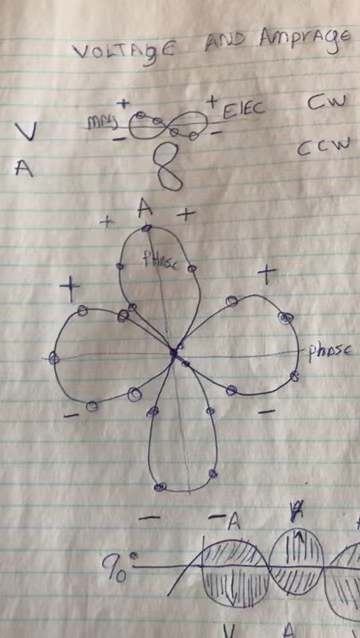 VOLTAGE AND AmpRAGE
+ + ELEC CW
V mag - -
A 8 CCW
+ A +
phase
+ +
phase
- -
- - A A
90°
V A